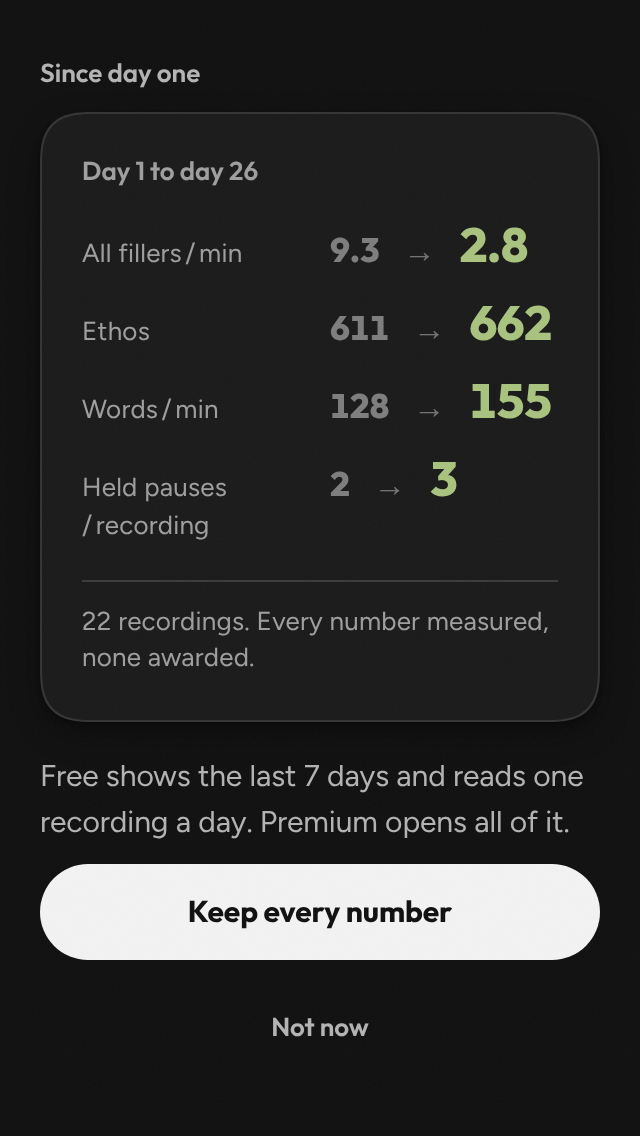 Since day one
Day 1 to day 26
All fillers / min 9.3 → 2.8
Ethos 611 → 662
Words / min 128 → 155
Held pauses 2 → 3
/ recording
22 recordings. Every number measured,
none awarded.
Free shows the last 7 days and reads one
recording a day. Premium opens all of it.
Keep every number
Not now